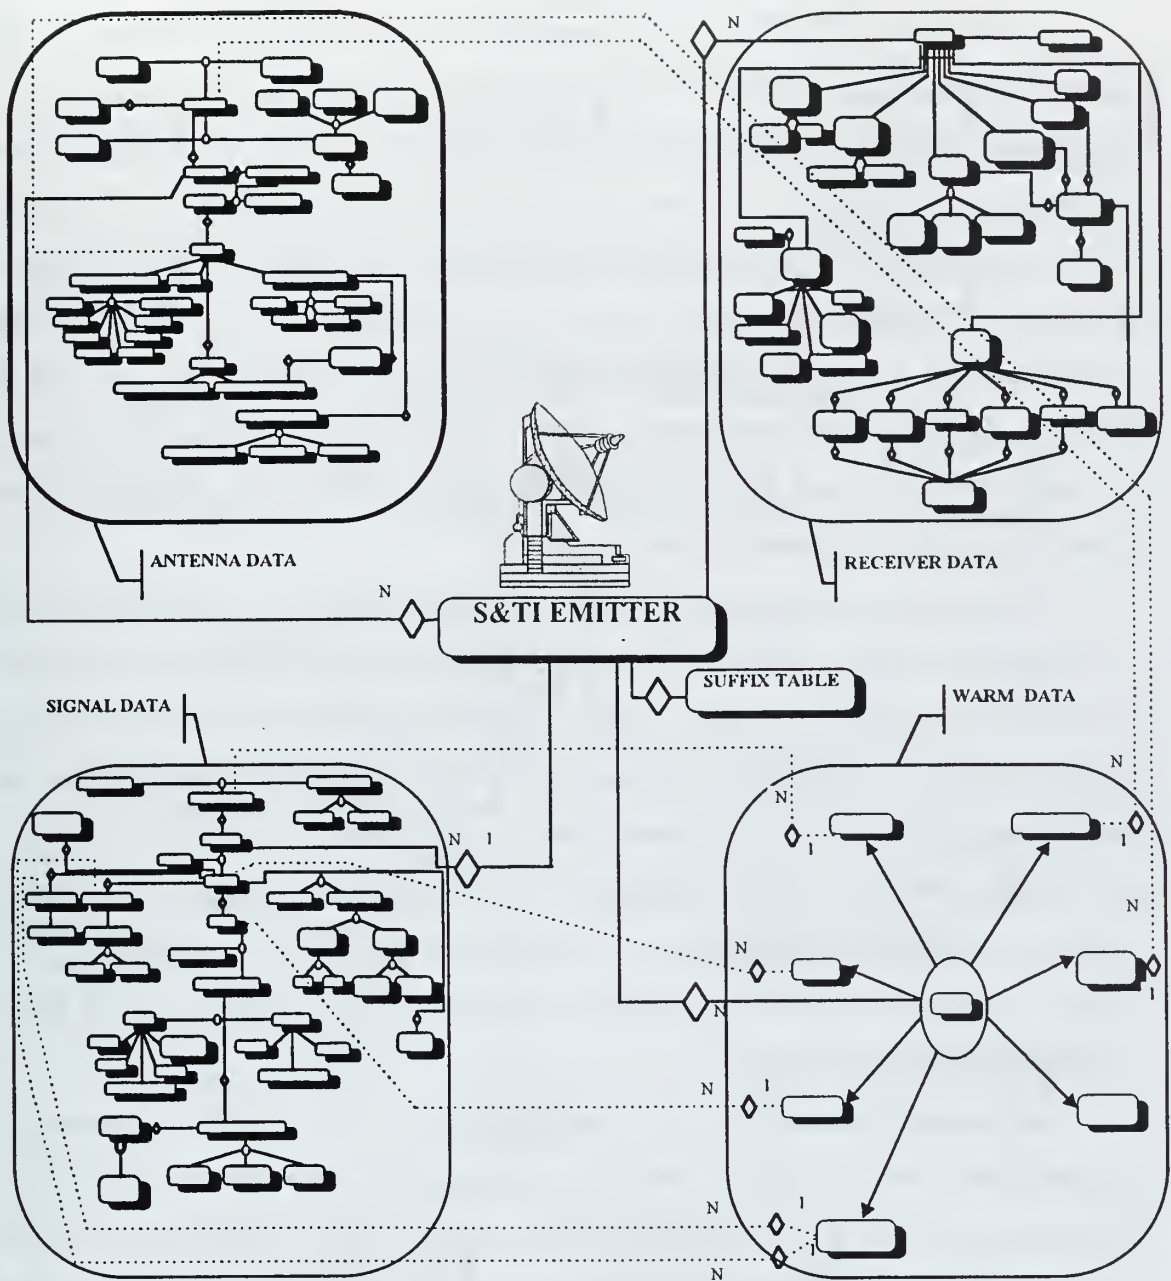 N
N
ANTENNA DATA
RECEIVER DATA
N
S&TI EMITTER
SUFFIX TABLE
SIGNAL DATA
WARM DATA
N
N
N
N 1
1
1
N
N
1
N
N
1
N
1
1
N